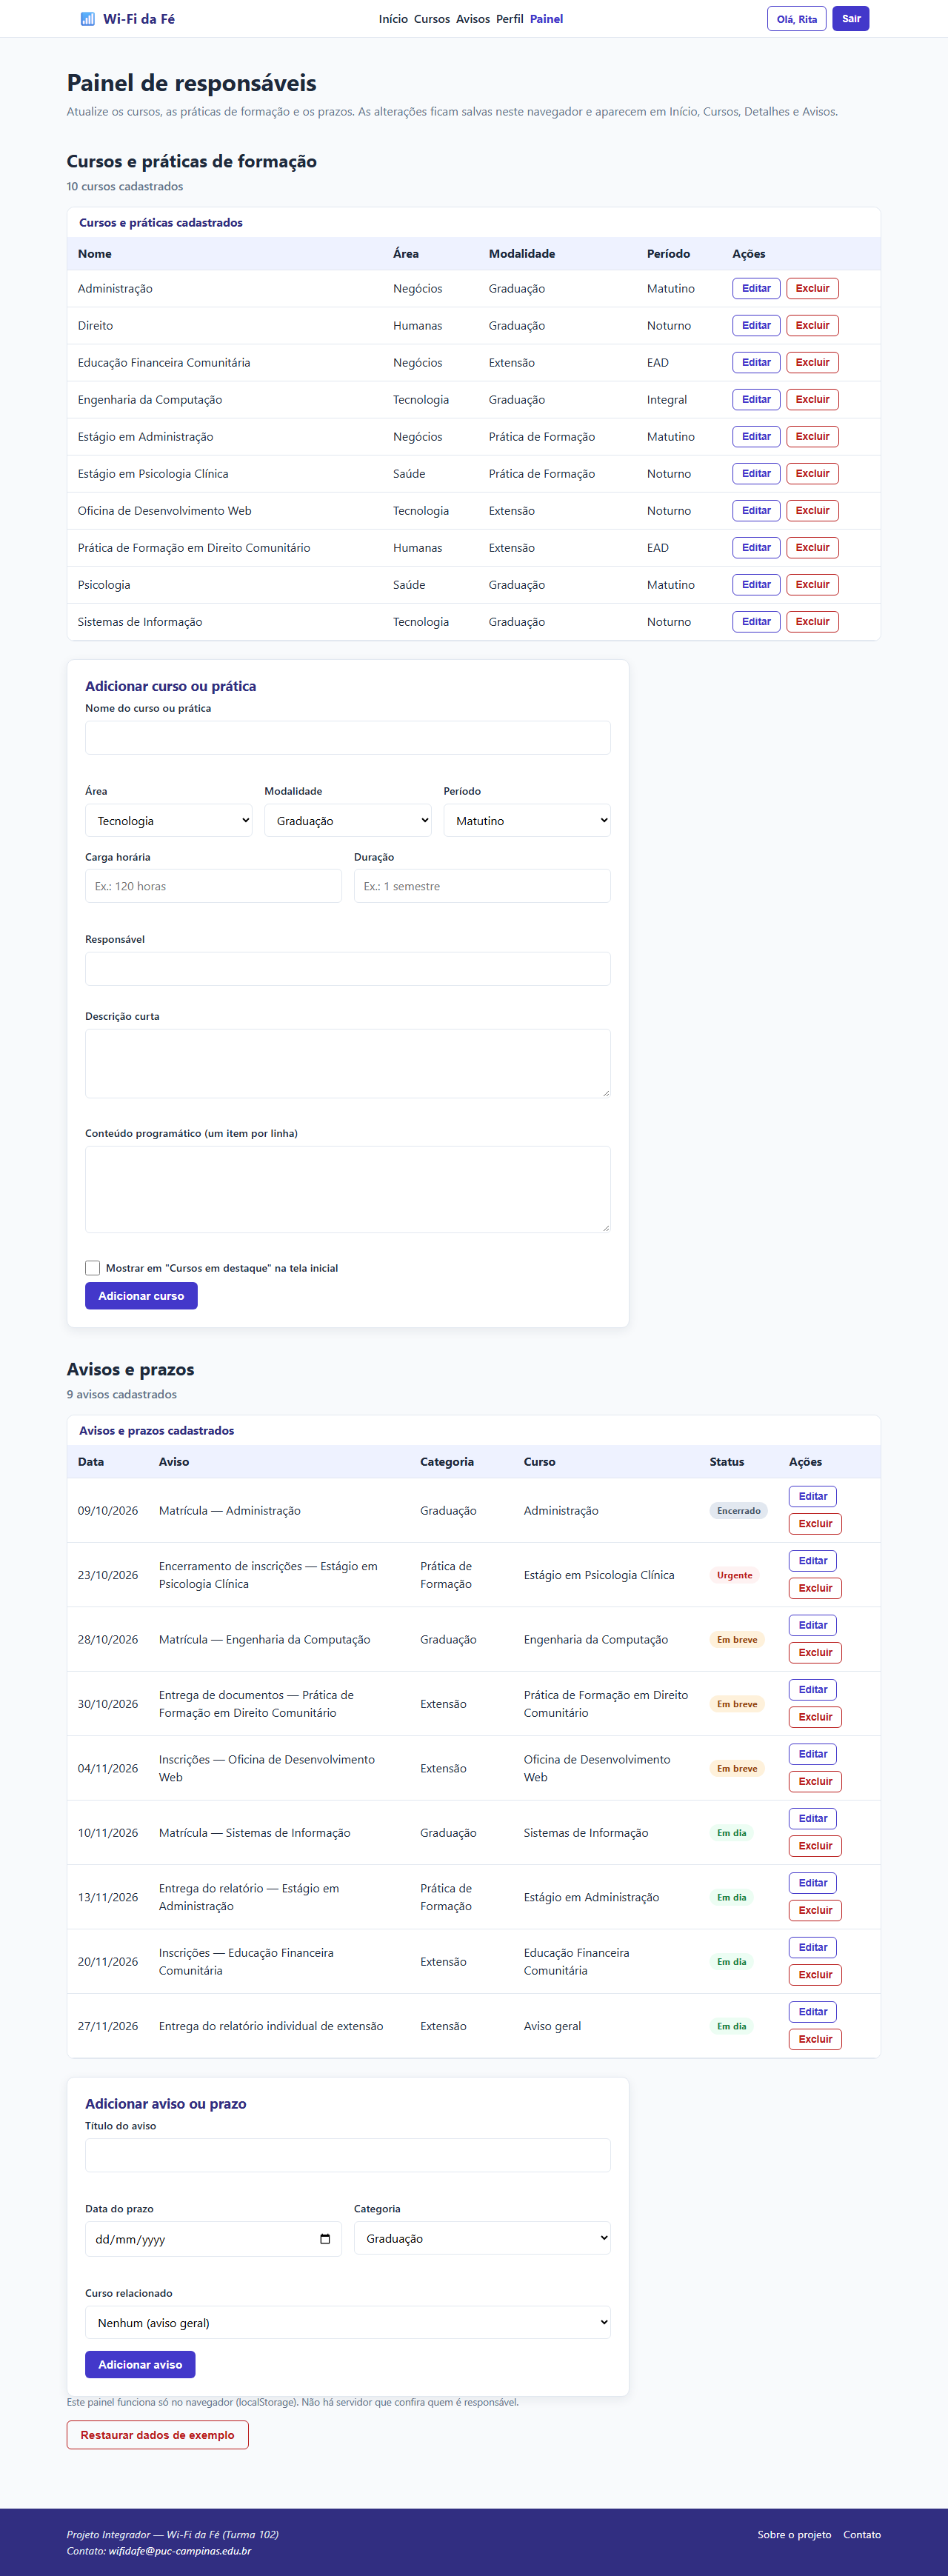 Wi-Fi da Fé
Início Cursos Avisos Perfil Painel
Olá, Rita
Sair
Painel de responsáveis
Atualize os cursos, as práticas de formação e os prazos. As alterações ficam salvas neste navegador e aparecem em Início, Cursos, Detalhes e Avisos.
Cursos e práticas de formação
10 cursos cadastrados
Cursos e práticas cadastrados
Nome Área Modalidade Período Ações
Administração Negócios Graduação Matutino Editar Excluir
Direito Humanas Graduação Noturno Editar Excluir
Educação Financeira Comunitária Negócios Extensão EAD Editar Excluir
Engenharia da Computação Tecnologia Graduação Integral Editar Excluir
Estágio em Administração Negócios Prática de Formação Matutino Editar Excluir
Estágio em Psicologia Clínica Saúde Prática de Formação Noturno Editar Excluir
Oficina de Desenvolvimento Web Tecnologia Extensão Noturno Editar Excluir
Prática de Formação em Direito Comunitário Humanas Extensão EAD Editar Excluir
Psicologia Saúde Graduação Matutino Editar Excluir
Sistemas de Informação Tecnologia Graduação Noturno Editar Excluir
Adicionar curso ou prática
Nome do curso ou prática
Área Modalidade Período
Tecnologia Graduação Matutino
Carga horária Duração
Ex.: 120 horas Ex.: 1 semestre
Responsável
Descrição curta
Conteúdo programático (um item por linha)
Mostrar em "Cursos em destaque" na tela inicial
Adicionar curso
Avisos e prazos
9 avisos cadastrados
Avisos e prazos cadastrados
Data Aviso Categoria Curso Status Ações
09/10/2026 Matrícula — Administração Graduação Administração Encerrado Editar
Excluir
23/10/2026 Encerramento de inscrições — Estágio em Psicologia Clínica Prática de Formação Estágio em Psicologia Clínica Urgente Editar
Excluir
28/10/2026 Matrícula — Engenharia da Computação Graduação Engenharia da Computação Em breve Editar
Excluir
30/10/2026 Entrega de documentos — Prática de Formação em Direito Comunitário Extensão Prática de Formação em Direito Comunitário Em breve Editar
Excluir
04/11/2026 Inscrições — Oficina de Desenvolvimento Web Extensão Oficina de Desenvolvimento Web Em breve Editar
Excluir
10/11/2026 Matrícula — Sistemas de Informação Graduação Sistemas de Informação Em dia Editar
Excluir
13/11/2026 Entrega do relatório — Estágio em Administração Prática de Formação Estágio em Administração Em dia Editar
Excluir
20/11/2026 Inscrições — Educação Financeira Comunitária Extensão Educação Financeira Comunitária Em dia Editar
Excluir
27/11/2026 Entrega do relatório individual de extensão Extensão Aviso geral Em dia Editar
Excluir
Adicionar aviso ou prazo
Título do aviso
Data do prazo Categoria
dd/mm/yyyy Graduação
Curso relacionado
Nenhum (aviso geral)
Adicionar aviso
Este painel funciona só no navegador (localStorage). Não há servidor que confira quem é responsável.
Restaurar dados de exemplo
Projeto Integrador — Wi-Fi da Fé (Turma 102)
Contato: wifidafe@puc-campinas.edu.br
Sobre o projeto Contato